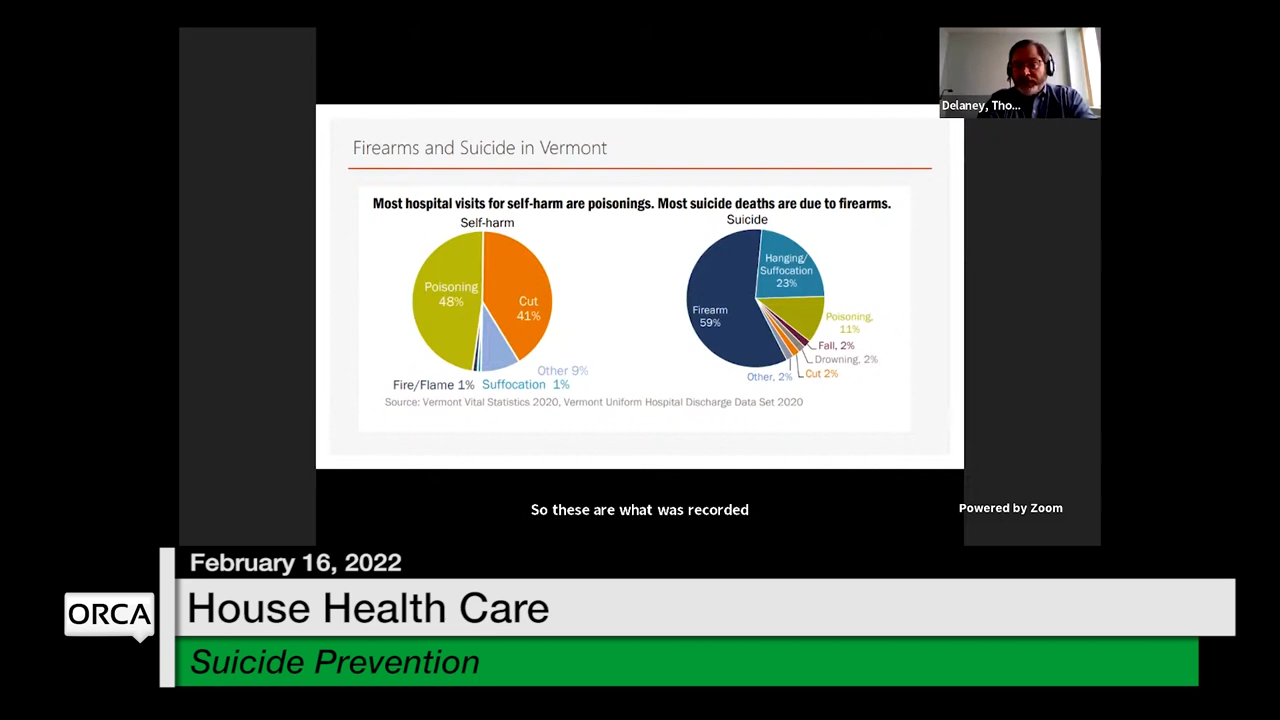 Delaney, Tho...
Firearms and Suicide in Vermont
Most hospital visits for self-harm are poisonings. Most suicide deaths are due to firearms.
Self-harm
Poisoning
48%
Cut
41%
Other 9%
Fire/Flame 1%
Suffocation 1%
Suicide
Hanging/
Suffocation
23%
Firearm
59%
Poisoning,
11%
Fall, 2%
Drowning, 2%
Cut 2%
Other, 2%
Source: Vermont Vital Statistics 2020, Vermont Uniform Hospital Discharge Data Set 2020
So these are what was recorded
Powered by Zoom
February 16, 2022
ORCA
House Health Care
Suicide Prevention